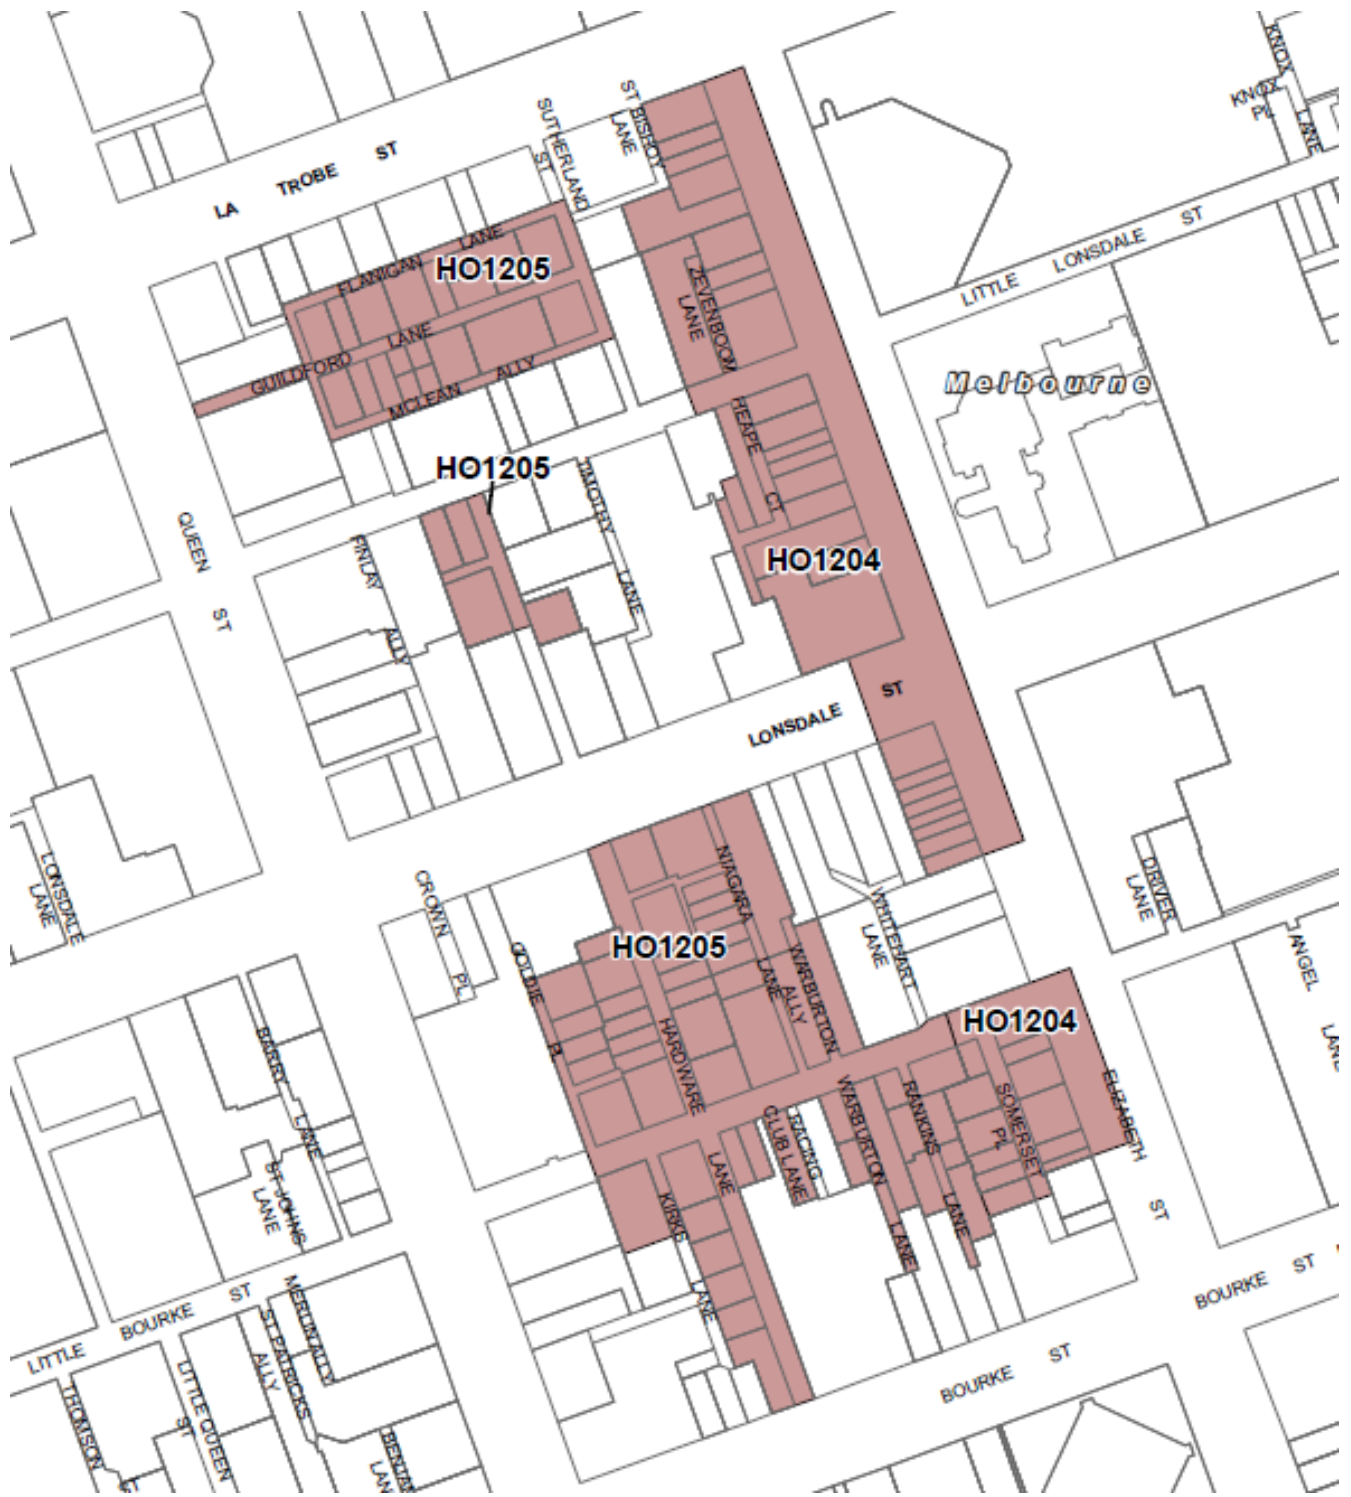 KNOX
LANE
KNOX
PL
ST BISHOY
LANE
SUTHERLAND
ST
LA TROBE ST
LITTLE LONSDALE ST
FLANIGAN LANE
HO1205
ZEVENBOOM
LANE
GUILDFORD LANE
MCLEAN ALLY
Melbourne
HEAPE CT
HO1205
TIMOTHY LANE
QUEEN ST
FINLAY ALLY
HO1204
LONSDALE ST
LONSDALE
LANE
CROWN PL
NIAGARA LANE
DRIVER
LANE
WHITEHART
LANE
GOLDIE PL
HO1205
WARBURTON
ALLY
ANGEL LANE
HARDWARE LANE
HO1204
BARRY LANE
ELIZABETH ST
WARBURTON LANE
RANKINS LANE
SOMERSET
PL
RACING
CLUB LANE
ST JOHNS
LANE
KIRKS LANE
BOURKE ST
LITTLE BOURKE ST
MERLIN ALLY
ST PATRICKS
ALLY
LITTLE QUEEN
ST
THOMSON
BOURKE ST